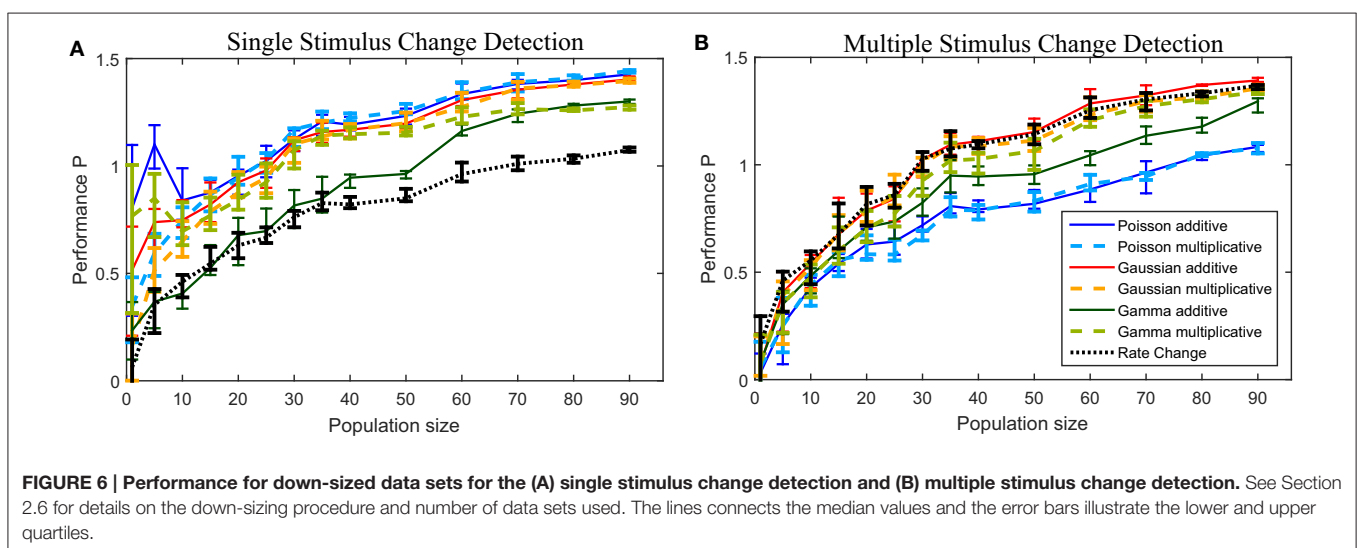 A
Single Stimulus Change Detection
Performance P
1.5
1
0.5
0
0 10 20 30 40 50 60 70 80 90
Population size
B
Multiple Stimulus Change Detection
Performance P
1.5
1
0.5
0
0 10 20 30 40 50 60 70 80 90
Population size
Poisson additive
Poisson multiplicative
Gaussian additive
Gaussian multiplicative
Gamma additive
Gamma multiplicative
Rate Change
FIGURE 6 | Performance for down-sized data sets for the (A) single stimulus change detection and (B) multiple stimulus change detection. See Section
2.6 for details on the down-sizing procedure and number of data sets used. The lines connects the median values and the error bars illustrate the lower and upper
quartiles.